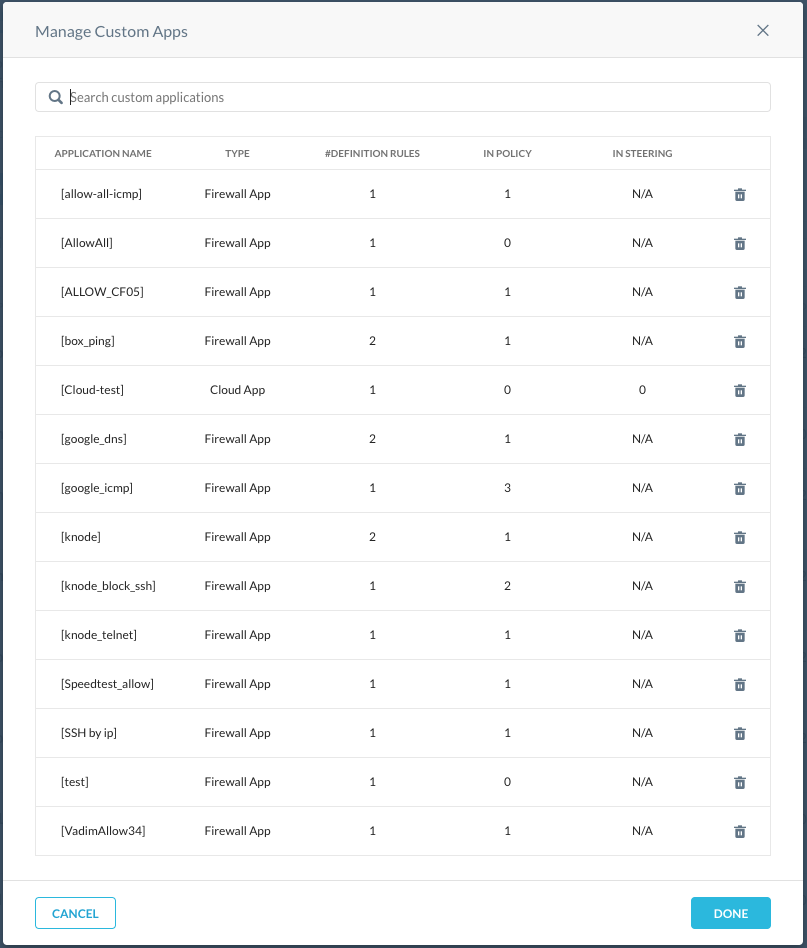 Manage Custom Apps
Search custom applications
APPLICATION NAME TYPE #DEFINITION RULES IN POLICY IN STEERING
[allow-all-icmp] Firewall App 1 1 N/A
[AllowAll] Firewall App 1 0 N/A
[ALLOW_CF05] Firewall App 1 1 N/A
[box_ping] Firewall App 2 1 N/A
[Cloud-test] Cloud App 1 0 0
[google_dns] Firewall App 2 1 N/A
[google_icmp] Firewall App 1 3 N/A
[knode] Firewall App 2 1 N/A
[knode_block_ssh] Firewall App 1 2 N/A
[knode_telnet] Firewall App 1 1 N/A
[Speedtest_allow] Firewall App 1 1 N/A
[SSH by ip] Firewall App 1 1 N/A
[test] Firewall App 1 0 N/A
[VadimAllow34] Firewall App 1 1 N/A
CANCEL DONE